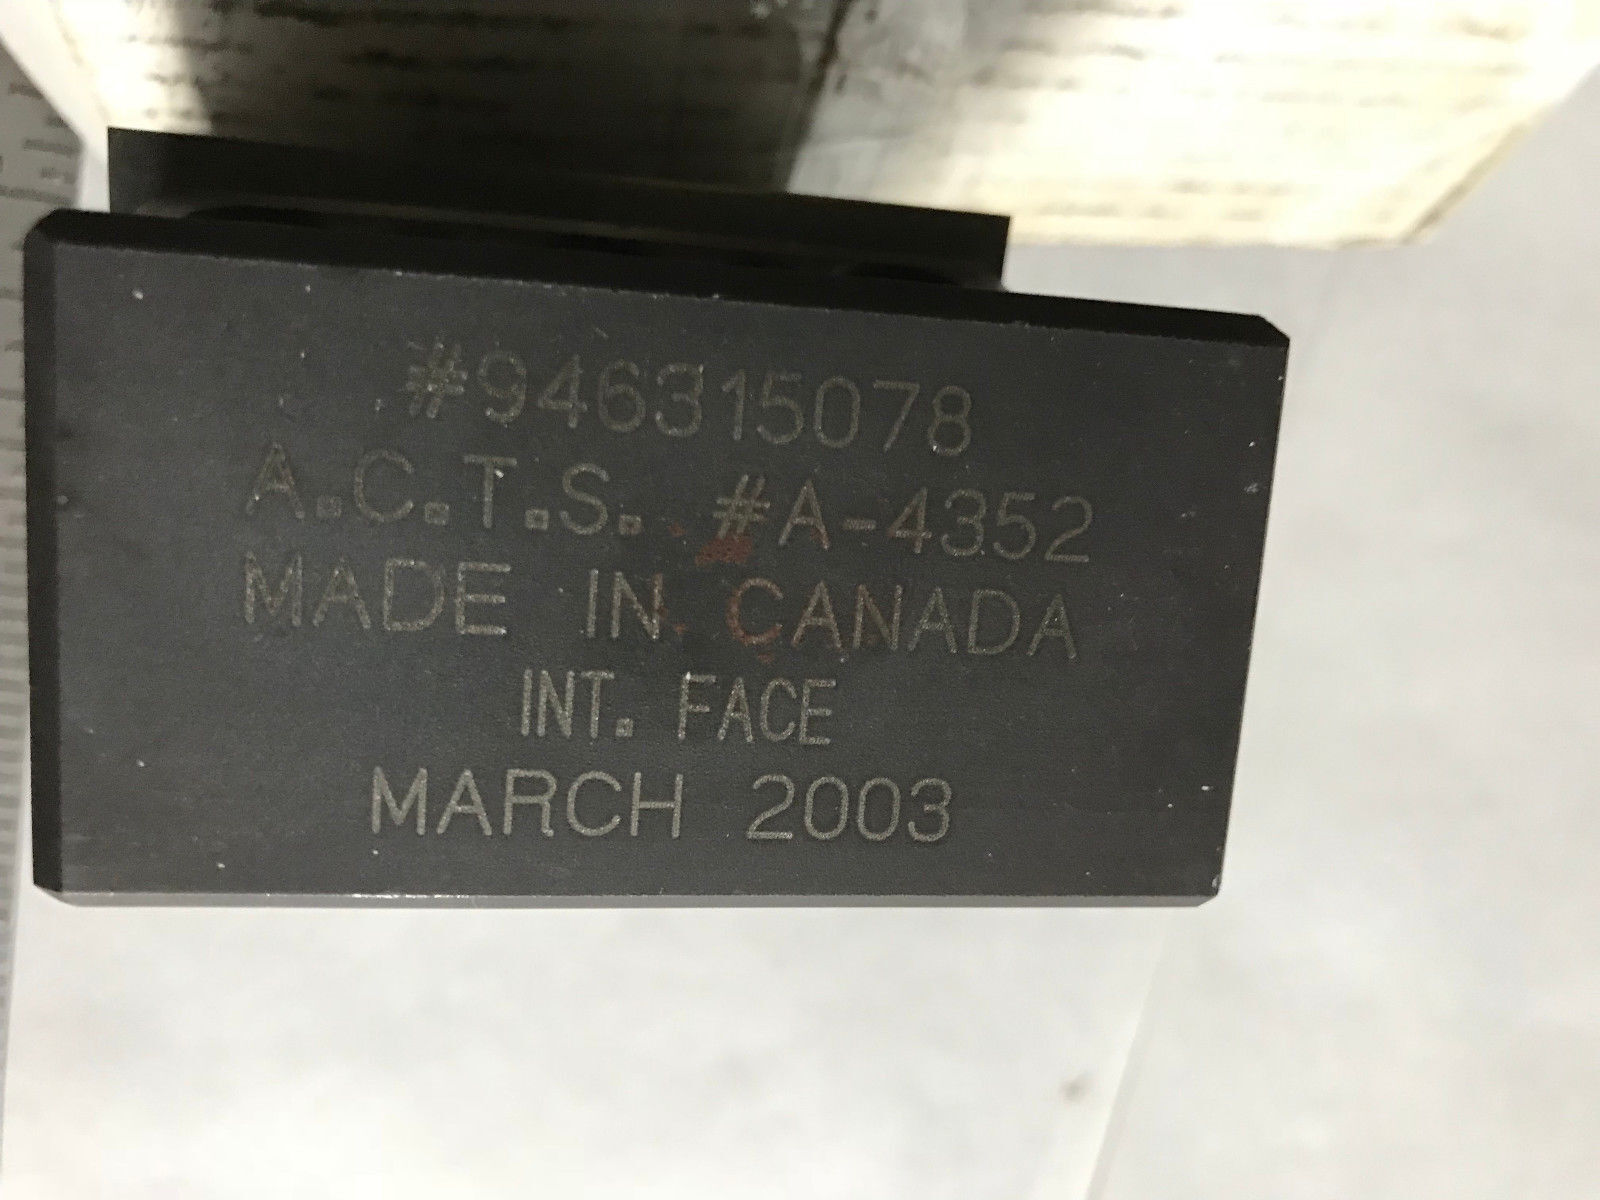 #946315078
A.C.T.S. #A-4352
MADE IN CANADA
INT. FACE
MARCH 2003